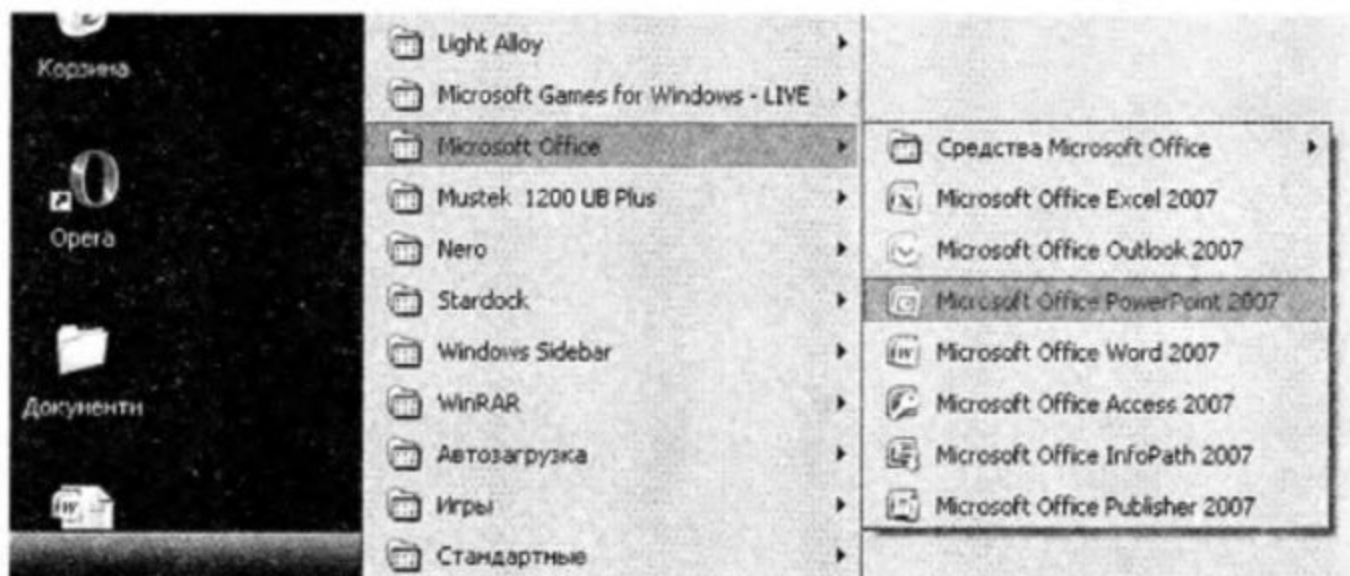 Корзина
Opera
Документи
Light Alloy
Microsoft Games for Windows - LIVE
Microsoft Office
Mustek 1200 UB Plus
Nero
Stardock
Windows Sidebar
WinRAR
Автозагрузка
Игры
Стандартные
Средства Microsoft Office
Microsoft Office Excel 2007
Microsoft Office Outlook 2007
Microsoft Office PowerPoint 2007
Microsoft Office Word 2007
Microsoft Office Access 2007
Microsoft Office InfoPath 2007
Microsoft Office Publisher 2007